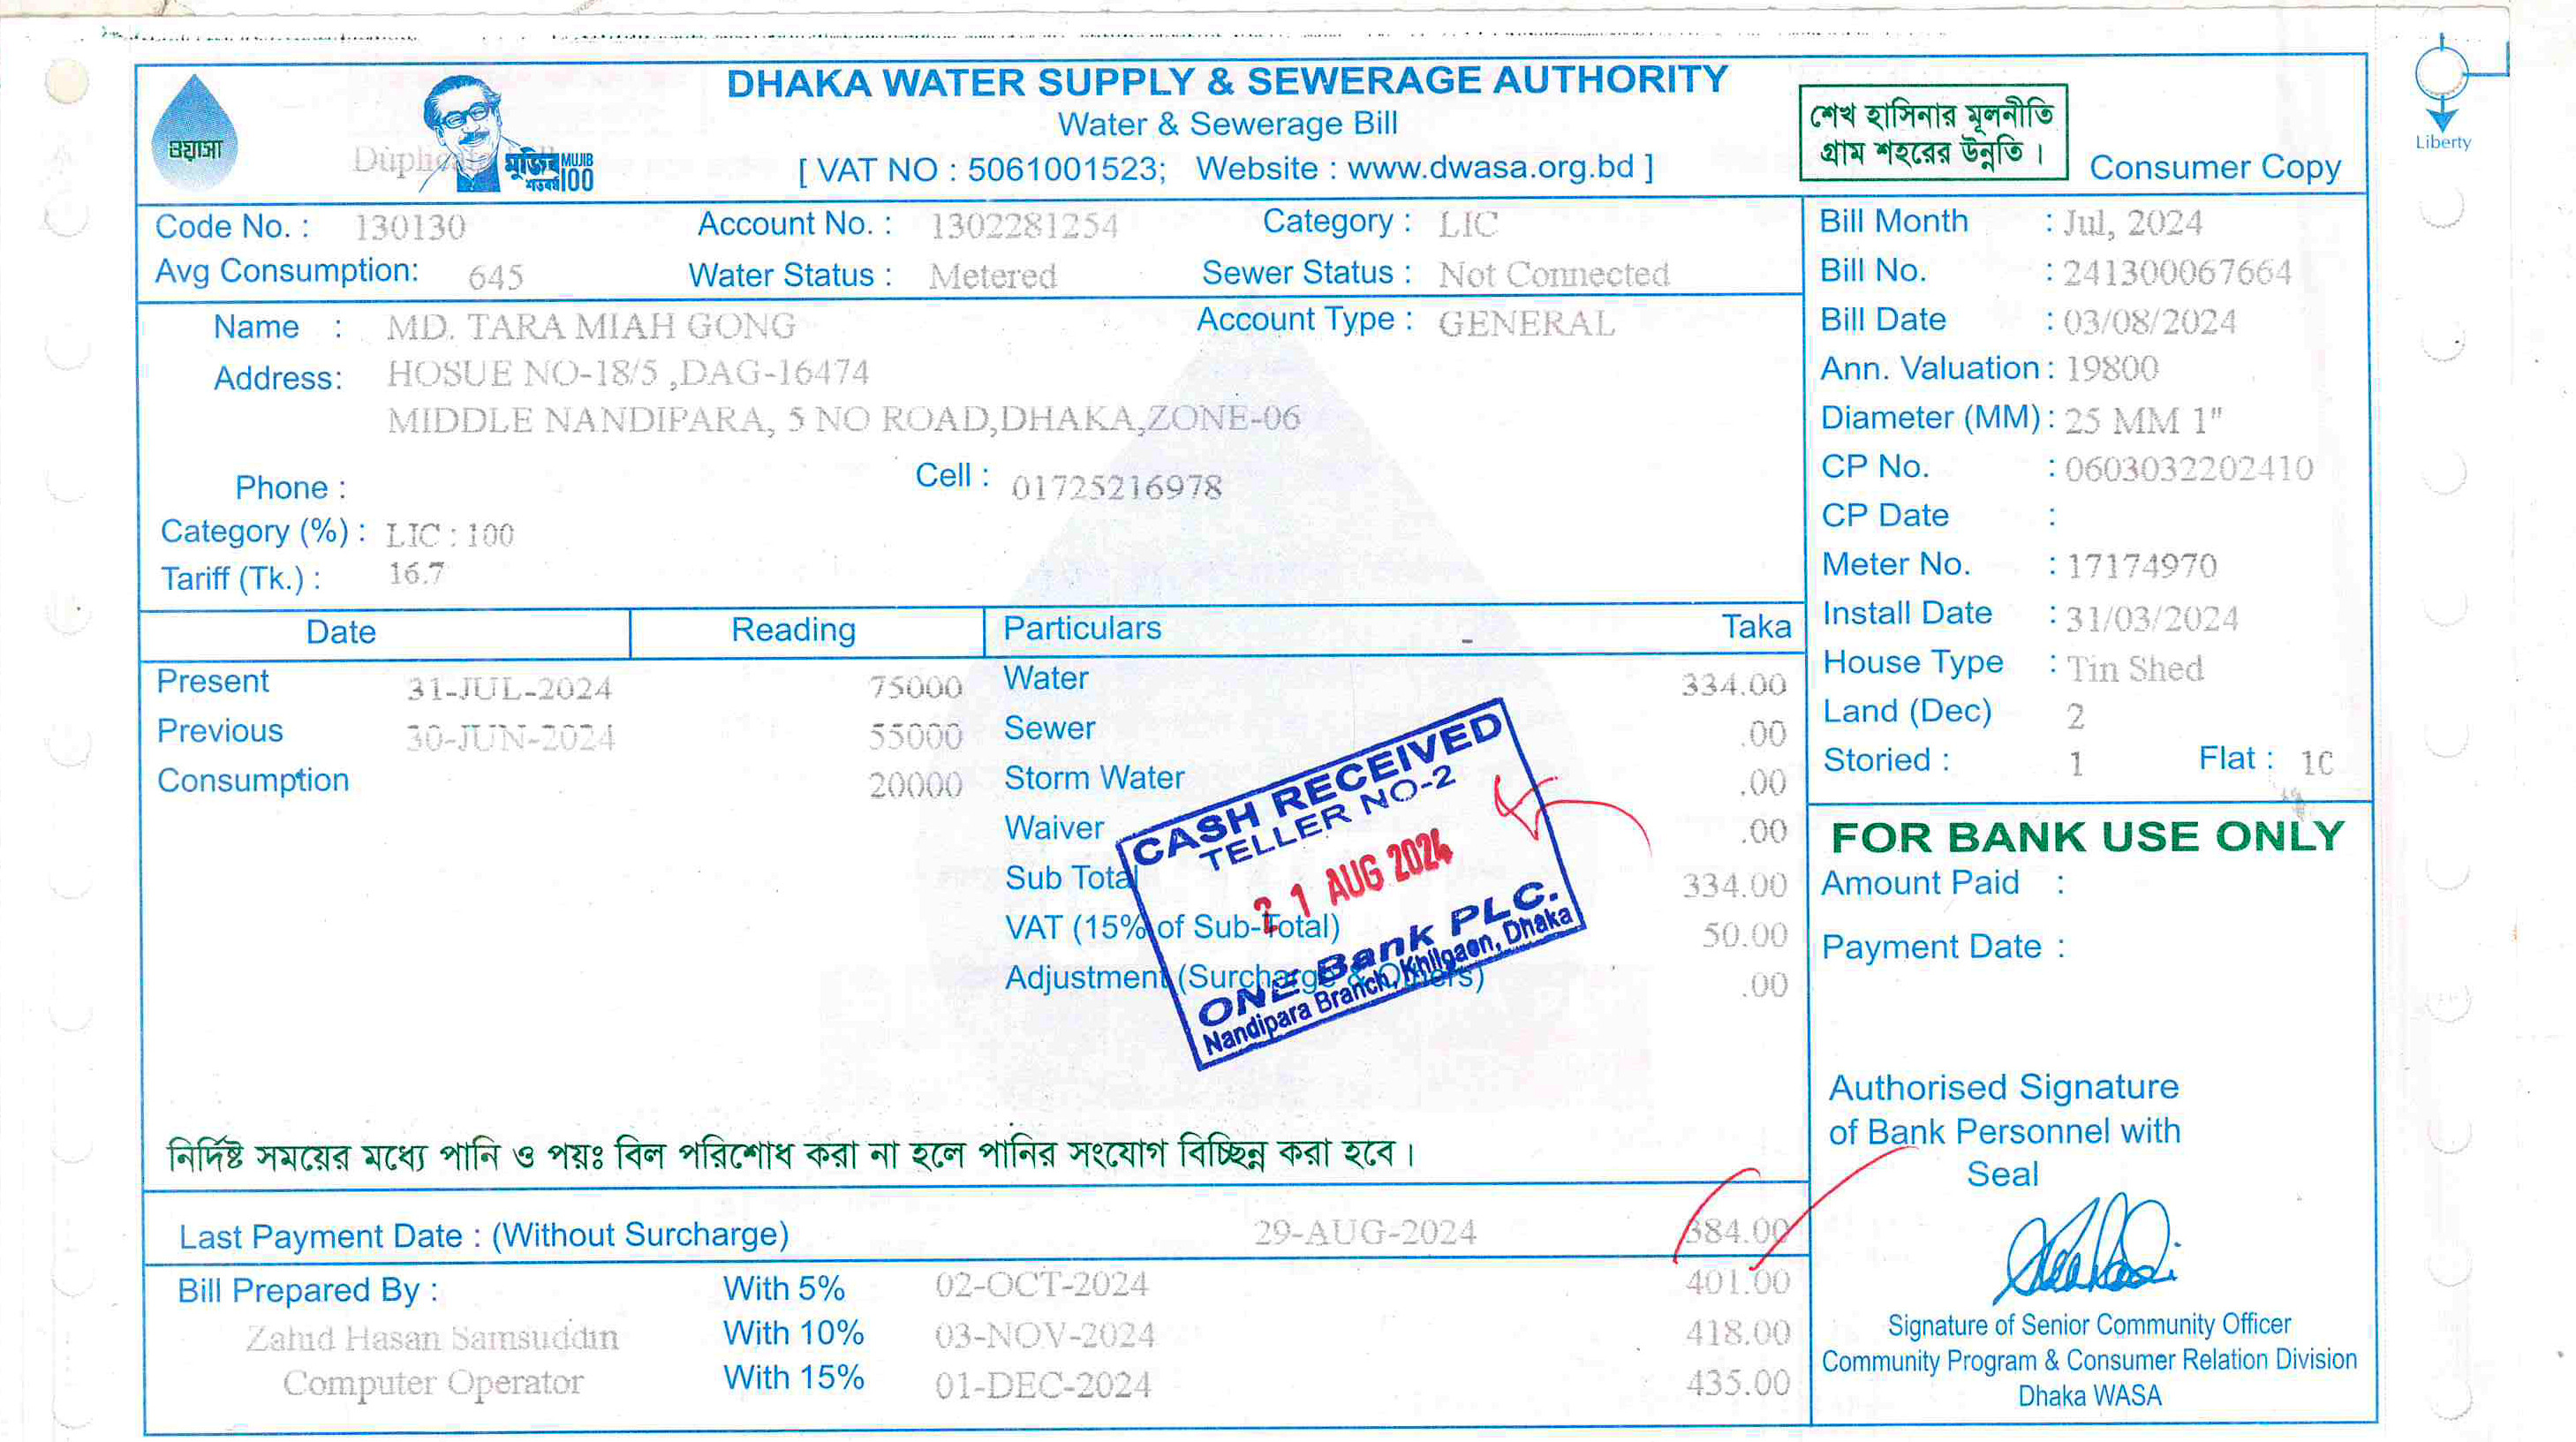 DHAKA WATER SUPPLY & SEWERAGE AUTHORITY
Water & Sewerage Bill
[ VAT NO : 5061001523; Website : www.dwasa.org.bd ]
ওয়াসা
মুজিব শতবর্ষ MUJIB 100
শেখ হাসিনার মূলনীতি
গ্রাম শহরের উন্নতি ।
Consumer Copy
Liberty
Code No. : 130130 Account No. : 1302281254 Category : LIC
Avg Consumption: 645 Water Status : Metered Sewer Status : Not Connected
Name : MD. TARA MIAH GONG Account Type : GENERAL
Address: HOSUE NO-18/5 ,DAG-16474
MIDDLE NANDIPARA, 5 NO ROAD,DHAKA,ZONE-06
Phone : Cell : 01725216978
Category (%) : LIC : 100
Tariff (Tk.) : 16.7
Bill Month : Jul, 2024
Bill No. : 241300067664
Bill Date : 03/08/2024
Ann. Valuation : 19800
Diameter (MM) : 25 MM 1"
CP No. : 0603032202410
CP Date :
Meter No. : 17174970
Install Date : 31/03/2024
House Type : Tin Shed
Land (Dec) 2
Storied : 1 Flat : 10
Date Reading Particulars Taka
Present 31-JUL-2024 75000 Water 334.00
Previous 30-JUN-2024 55000 Sewer .00
Consumption 20000 Storm Water .00
Waiver .00
Sub Total 334.00
VAT (15% of Sub-Total) 50.00
Adjustment (Surcharge & Others) .00
CASH RECEIVED
TELLER NO-2
21 AUG 2024
ONE Bank PLC.
Nandipara Branch, Khilgaon, Dhaka
FOR BANK USE ONLY
Amount Paid :
Payment Date :
Authorised Signature
of Bank Personnel with
Seal
নির্দিষ্ট সময়ের মধ্যে পানি ও পয়ঃ বিল পরিশোধ করা না হলে পানির সংযোগ বিচ্ছিন্ন করা হবে ।
Last Payment Date : (Without Surcharge) 29-AUG-2024 384.00
Bill Prepared By : With 5% 02-OCT-2024 401.00
Zahid Hasan Samsuddin With 10% 03-NOV-2024 418.00
Computer Operator With 15% 01-DEC-2024 435.00
Signature of Senior Community Officer
Community Program & Consumer Relation Division
Dhaka WASA